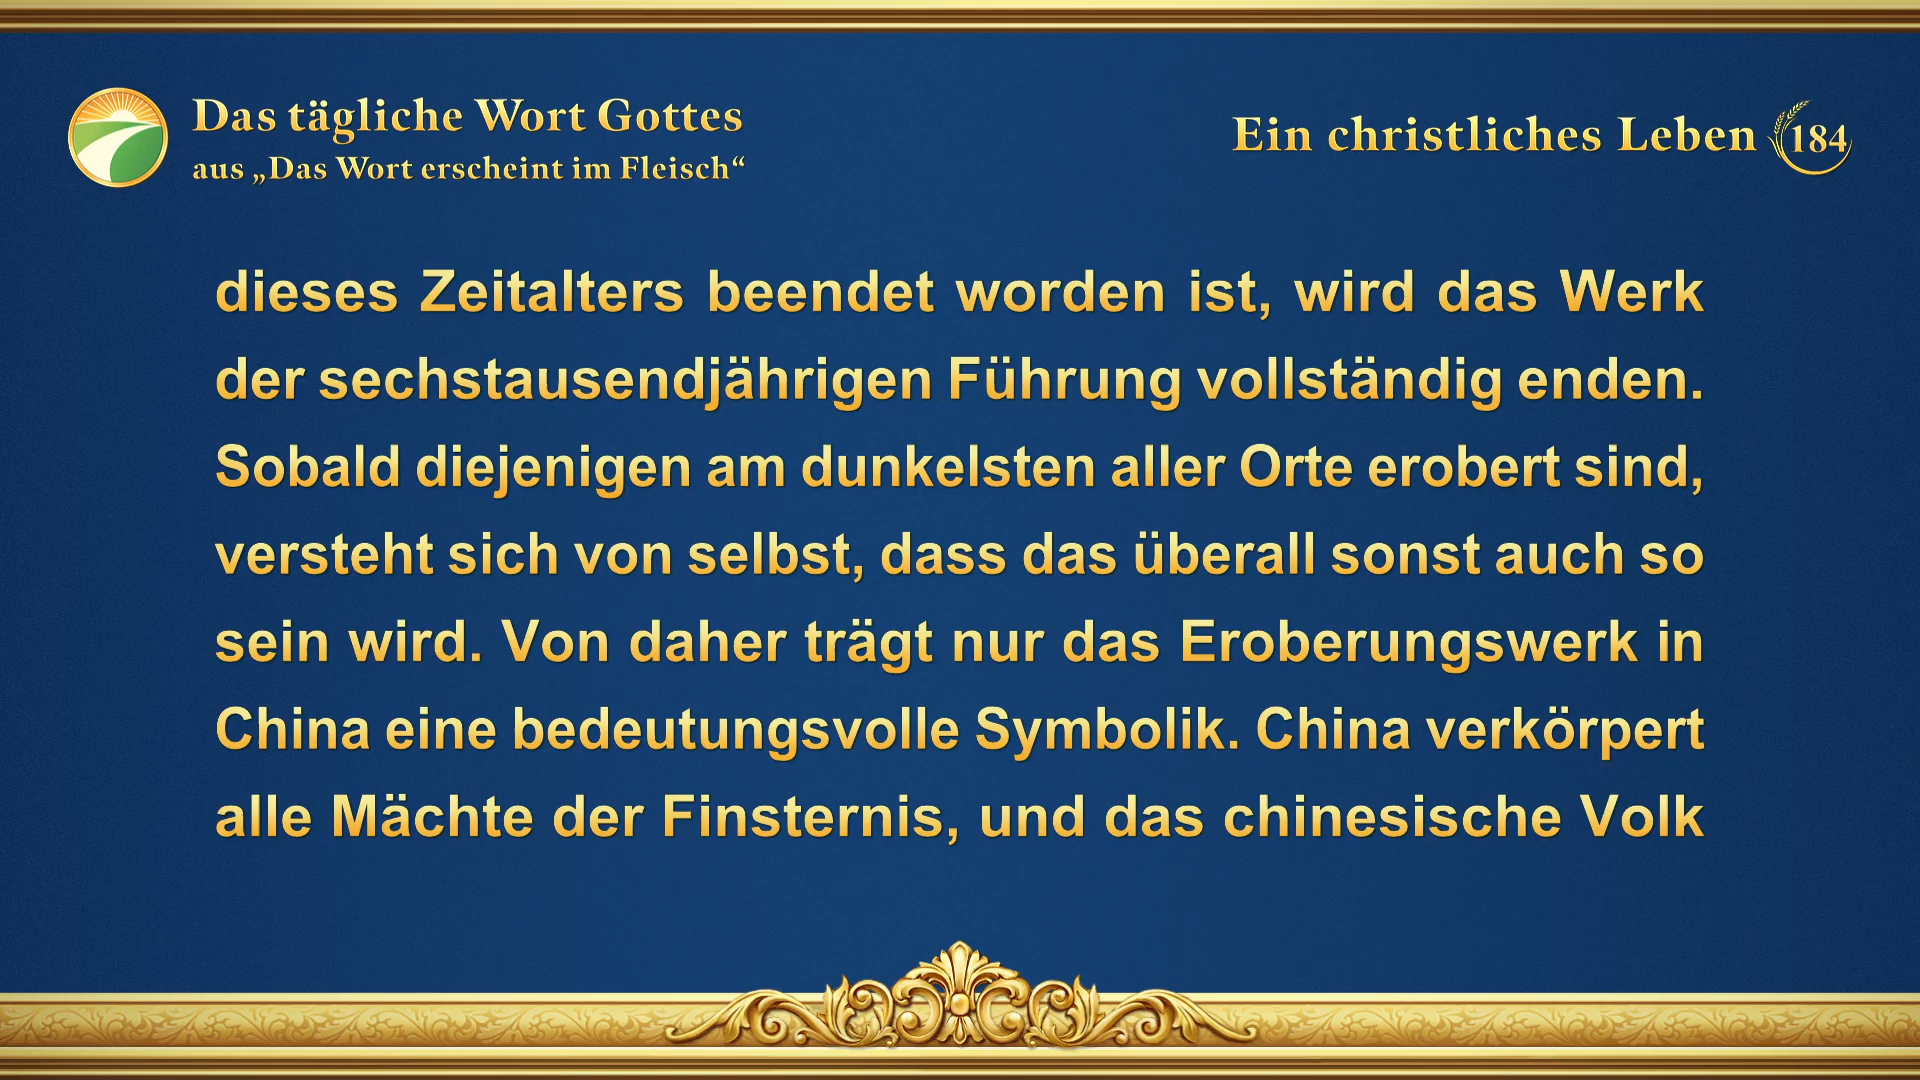 Das tägliche Wort Gottes
aus „Das Wort erscheint im Fleisch“
Ein christliches Leben 184
dieses Zeitalters beendet worden ist, wird das Werk
der sechstausendjährigen Führung vollständig enden.
Sobald diejenigen am dunkelsten aller Orte erobert sind,
versteht sich von selbst, dass das überall sonst auch so
sein wird. Von daher trägt nur das Eroberungswerk in
China eine bedeutungsvolle Symbolik. China verkörpert
alle Mächte der Finsternis, und das chinesische Volk